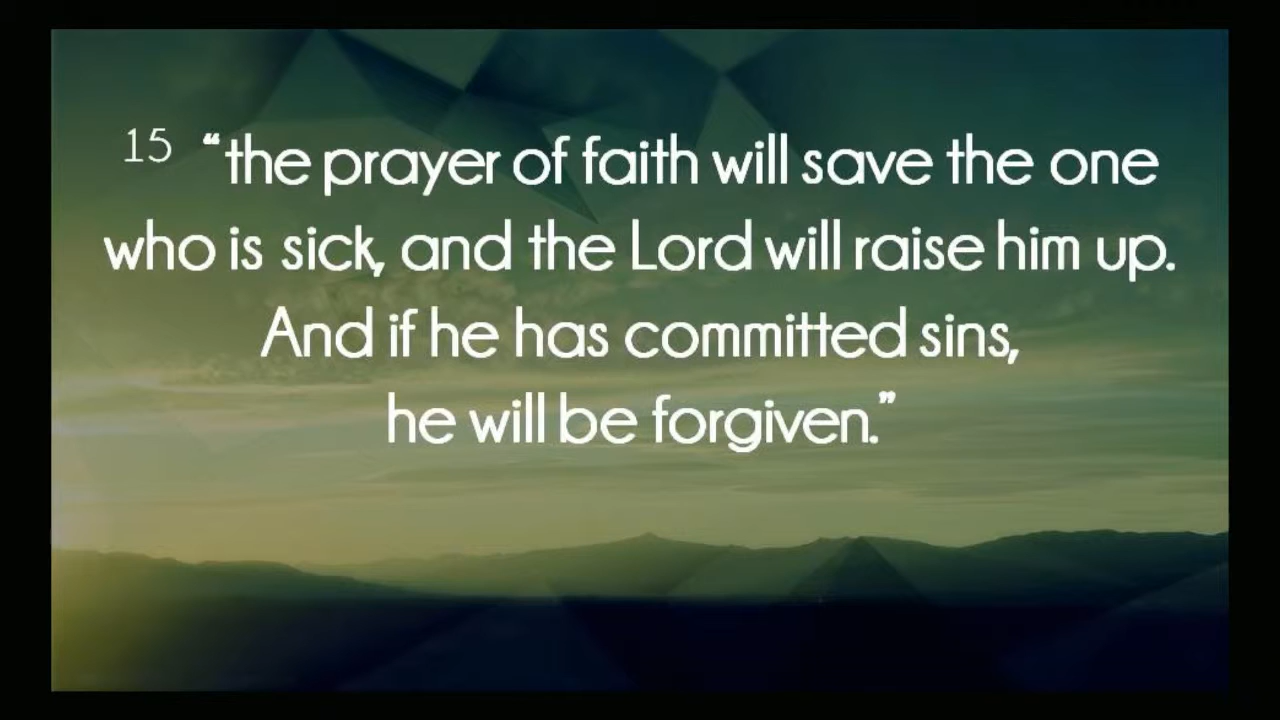 15 “the prayer of faith will save the one
who is sick, and the Lord will raise him up.
And if he has committed sins,
he will be forgiven.”